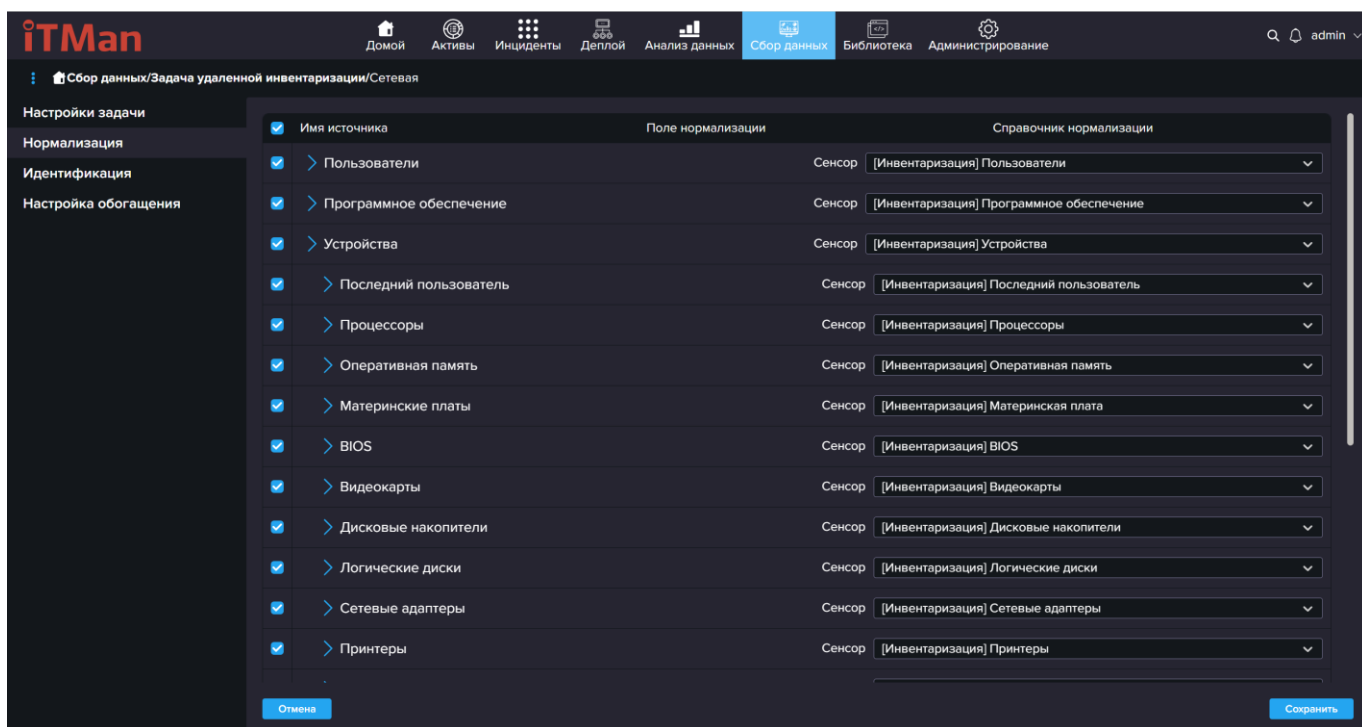 iTMan
Домой Активы Инциденты Деплой Анализ данных Сбор данных Библиотека Администрирование admin
Сбор данных/Задача удаленной инвентаризации/Сетевая
Настройки задачи
Нормализация
Идентификация
Настройка обогащения
Имя источника Поле нормализации Справочник нормализации
Пользователи Сенсор [Инвентаризация] Пользователи
Программное обеспечение Сенсор [Инвентаризация] Программное обеспечение
Устройства Сенсор [Инвентаризация] Устройства
Последний пользователь Сенсор [Инвентаризация] Последний пользователь
Процессоры Сенсор [Инвентаризация] Процессоры
Оперативная память Сенсор [Инвентаризация] Оперативная память
Материнские платы Сенсор [Инвентаризация] Материнская плата
BIOS Сенсор [Инвентаризация] BIOS
Видеокарты Сенсор [Инвентаризация] Видеокарты
Дисковые накопители Сенсор [Инвентаризация] Дисковые накопители
Логические диски Сенсор [Инвентаризация] Логические диски
Сетевые адаптеры Сенсор [Инвентаризация] Сетевые адаптеры
Принтеры Сенсор [Инвентаризация] Принтеры
Отмена Сохранить